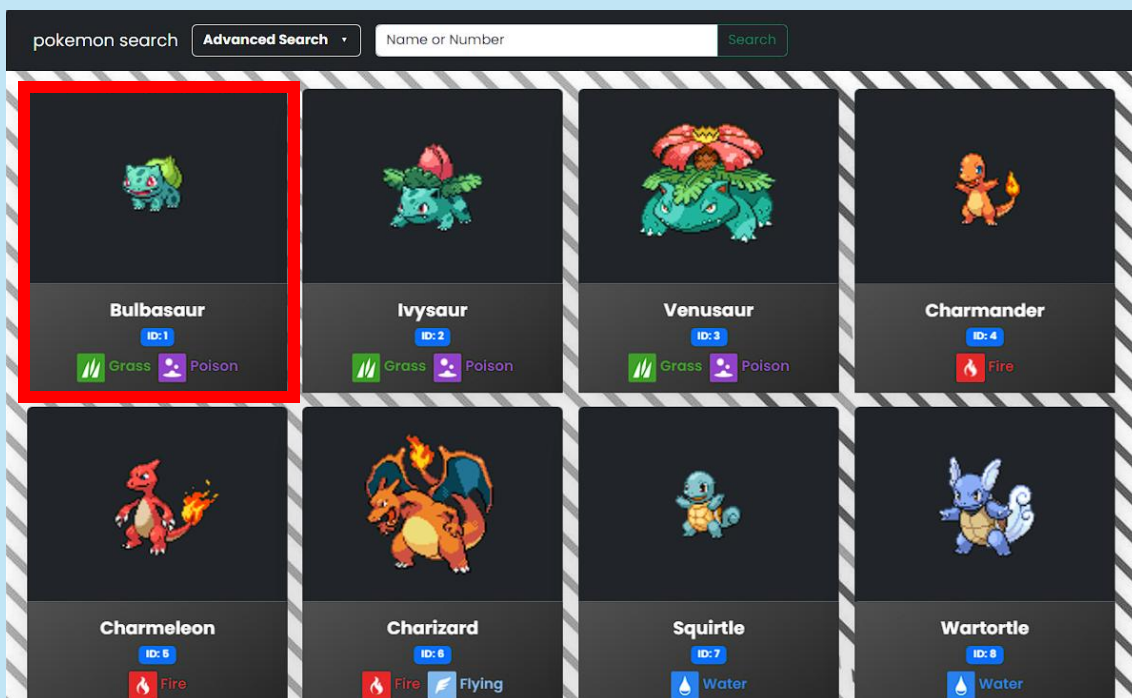 pokemon search Advanced Search Name or Number Search
Bulbasaur
ID: 1
Grass Poison
Ivysaur
ID: 2
Grass Poison
Venusaur
ID: 3
Grass Poison
Charmander
ID: 4
Fire
Charmeleon
ID: 5
Fire
Charizard
ID: 6
Fire Flying
Squirtle
ID: 7
Water
Wartortle
ID: 8
Water